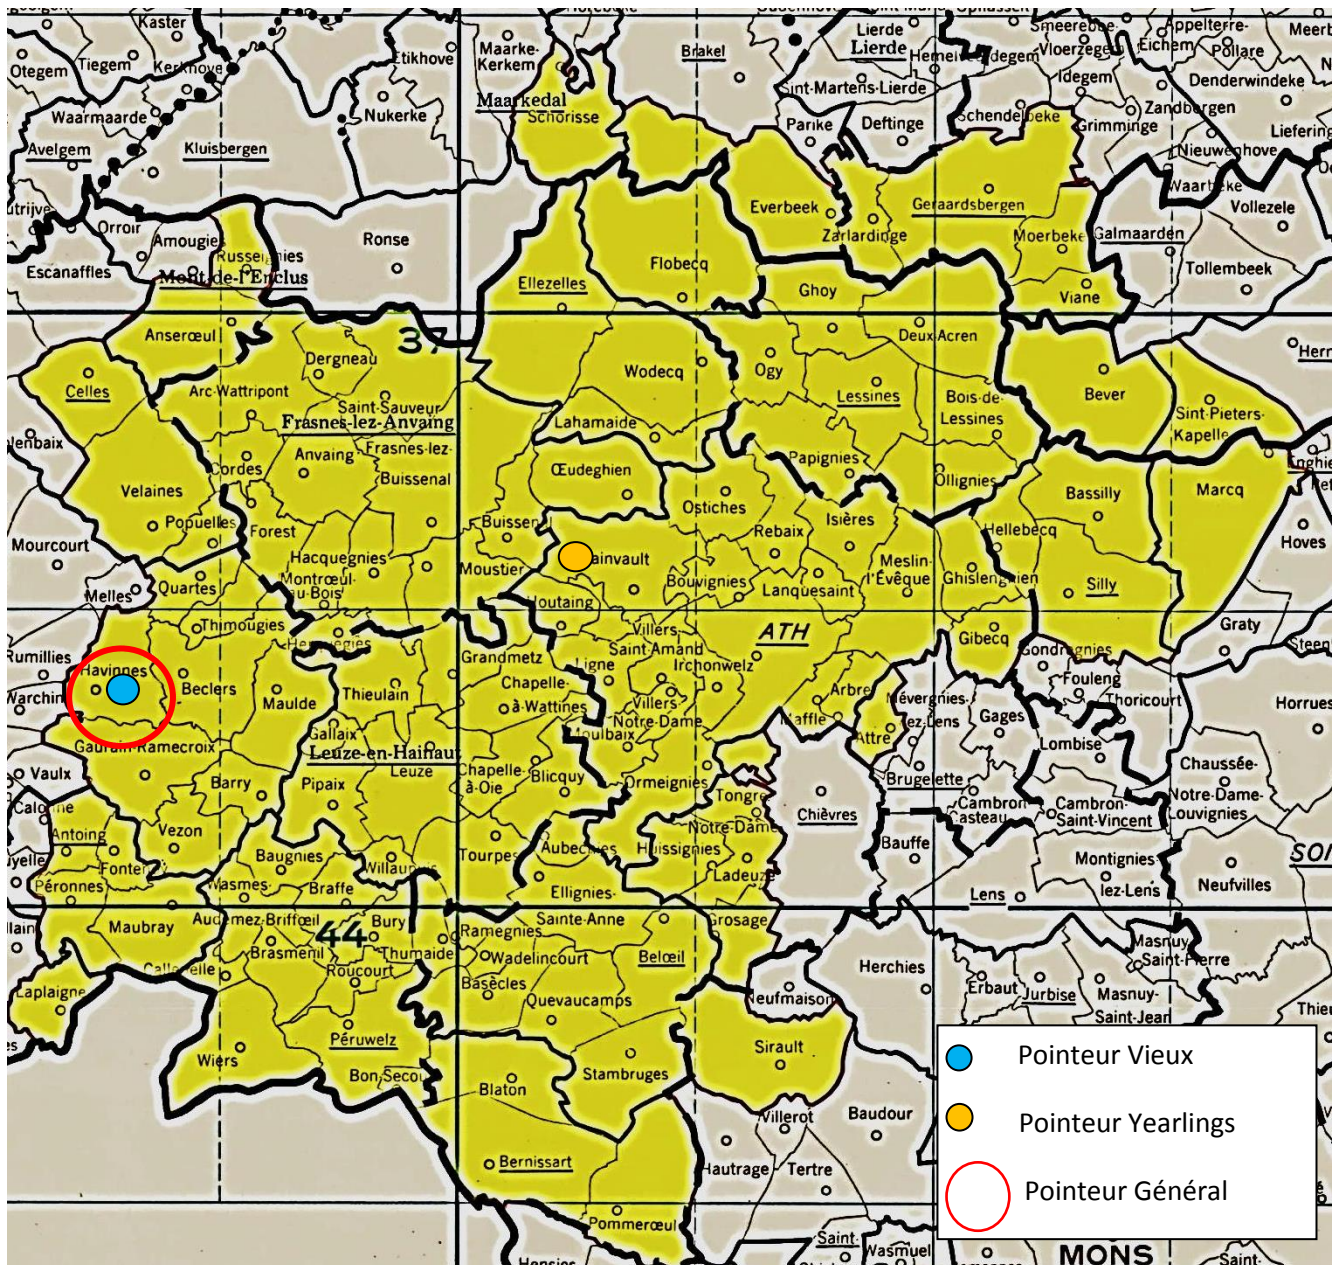 Kaster
Maarke-
Kerkem
Etikhove
Brakel
Lierde
Lierde
Hemelveerdegem
Smeerebbe-
Vloerzegem
Appelterre-
Eichem
Pollare
Otegem
Tiegem
Kerkhove
Idegem
Denderwindeke
Sint-Martens-Lierde
Maarkedal
Schorisse
Nukerke
Waarmaarde
Parike
Deftinge
Schendelbeke
Zandbergen
Grimminge
Avelgem
Kluisbergen
Nieuwenhove
Waarbeke
Vollezele
Everbeek
Zarlardinge
Geraardsbergen
Moerbeke
Galmaarden
Tollembeek
Orroir
Amougies
Russeignies
Ronse
Escanaffles
Mont-de-l'Enclus
Flobecq
Ellezelles
Ghoy
Viane
Anserœul
37
Dergneau
Deux-Acren
Celles
Arc-Wattripont
Saint-Sauveur
Wodecq
Ogy
Lessines
Bois-de-
Lessines
Bever
Sint-Pieters-
Kapelle
Frasnes-lez-Anvaing
Lahamaide
Cordes
Anvaing
Frasnes-lez-
Buissenal
Œudeghien
Papignies
Ollignies
Velaines
Popuelles
Forest
Ostiches
Rebaix
Isières
Bassilly
Marcq
Hacquegnies
Montrœul-
au-Bois
Moustier
ainvault
Bouvignies
Lanquesaint
Meslin-
l'Évêque
Hellebecq
Ghislenghien
Silly
Hoves
Mourcourt
Melles
Quartes
Thimougies
Houtaing
Villers
Saint-Amand
ATH
Gibecq
Gondregnies
Graty
Rumillies
Havinnes
Beclers
Maulde
Thieulain
Grandmetz
Chapelle-
à-Wattines
Ligne
Irchonwelz
Villers
Notre-Dame
Arbre
Maffle
Attre
Mévergnies-
lez-Lens
Gages
Fouleng
Thoricourt
Horrues
Lombise
Gaurain-Ramecroix
Gallaix
Leuze-en-Hainaut
Leuze
Moulbaix
Vaulx
Barry
Pipaix
Chapelle-
à-Oie
Blicquy
Ormeignies
Tongre
Notre-Dame
Chièvres
Brugelette
Cambron-
Casteau
Cambron-
Saint-Vincent
Chaussée-
Notre-Dame-
Louvignies
Antoing
Vezon
Baugnies
Tourpes
Huissignies
Ladeuze
Bauffe
Montignies
lez-Lens
Neufvilles
Péronnes
Wasmes-
Braffe
Ellignies-
Sainte-Anne
Lens
Maubray
Audemez-Briffœil
44
Bury
Ramegnies
Grosage
Brasmenil
Roucourt
Thumaide
Wadelincourt
Belœil
Herchies
Masnuy
Saint-Pierre
Laplaigne
Callenelle
Basècles
Quevaucamps
Neufmaison
Erbaut
Jurbise
Masnuy-
Saint-Jean
Péruwelz
Sirault
Wiers
Blaton
Stambruges
Bernissart
Villerot
Baudour
Hautrage
Tertre
Pommerœul
Wasmuel
MONS
Pointeur Vieux
Pointeur Yearlings
Pointeur Général